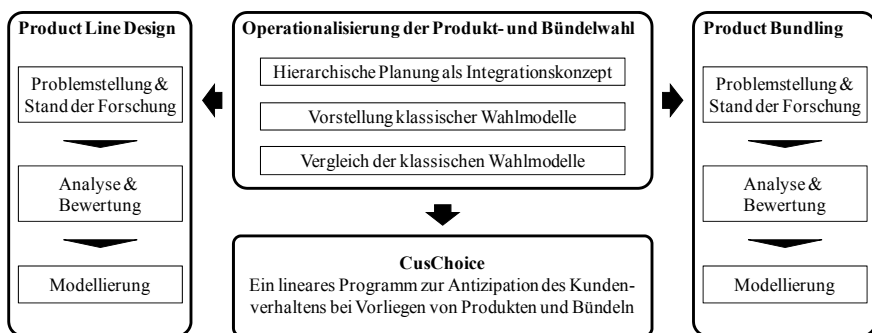 Product Line Design
Problemstellung &
Stand der Forschung
Analyse &
Bewertung
Modellierung
Operationalisierung der Produkt- und Bündelwahl
Hierarchische Planung als Integrationskonzept
Vorstellung klassischer Wahlmodelle
Vergleich der klassischen Wahlmodelle
CusChoice
Ein lineares Programm zur Antizipation des Kunden-
verhaltens bei Vorliegen von Produkten und Bündeln
Product Bundling
Problemstellung &
Stand der Forschung
Analyse &
Bewertung
Modellierung